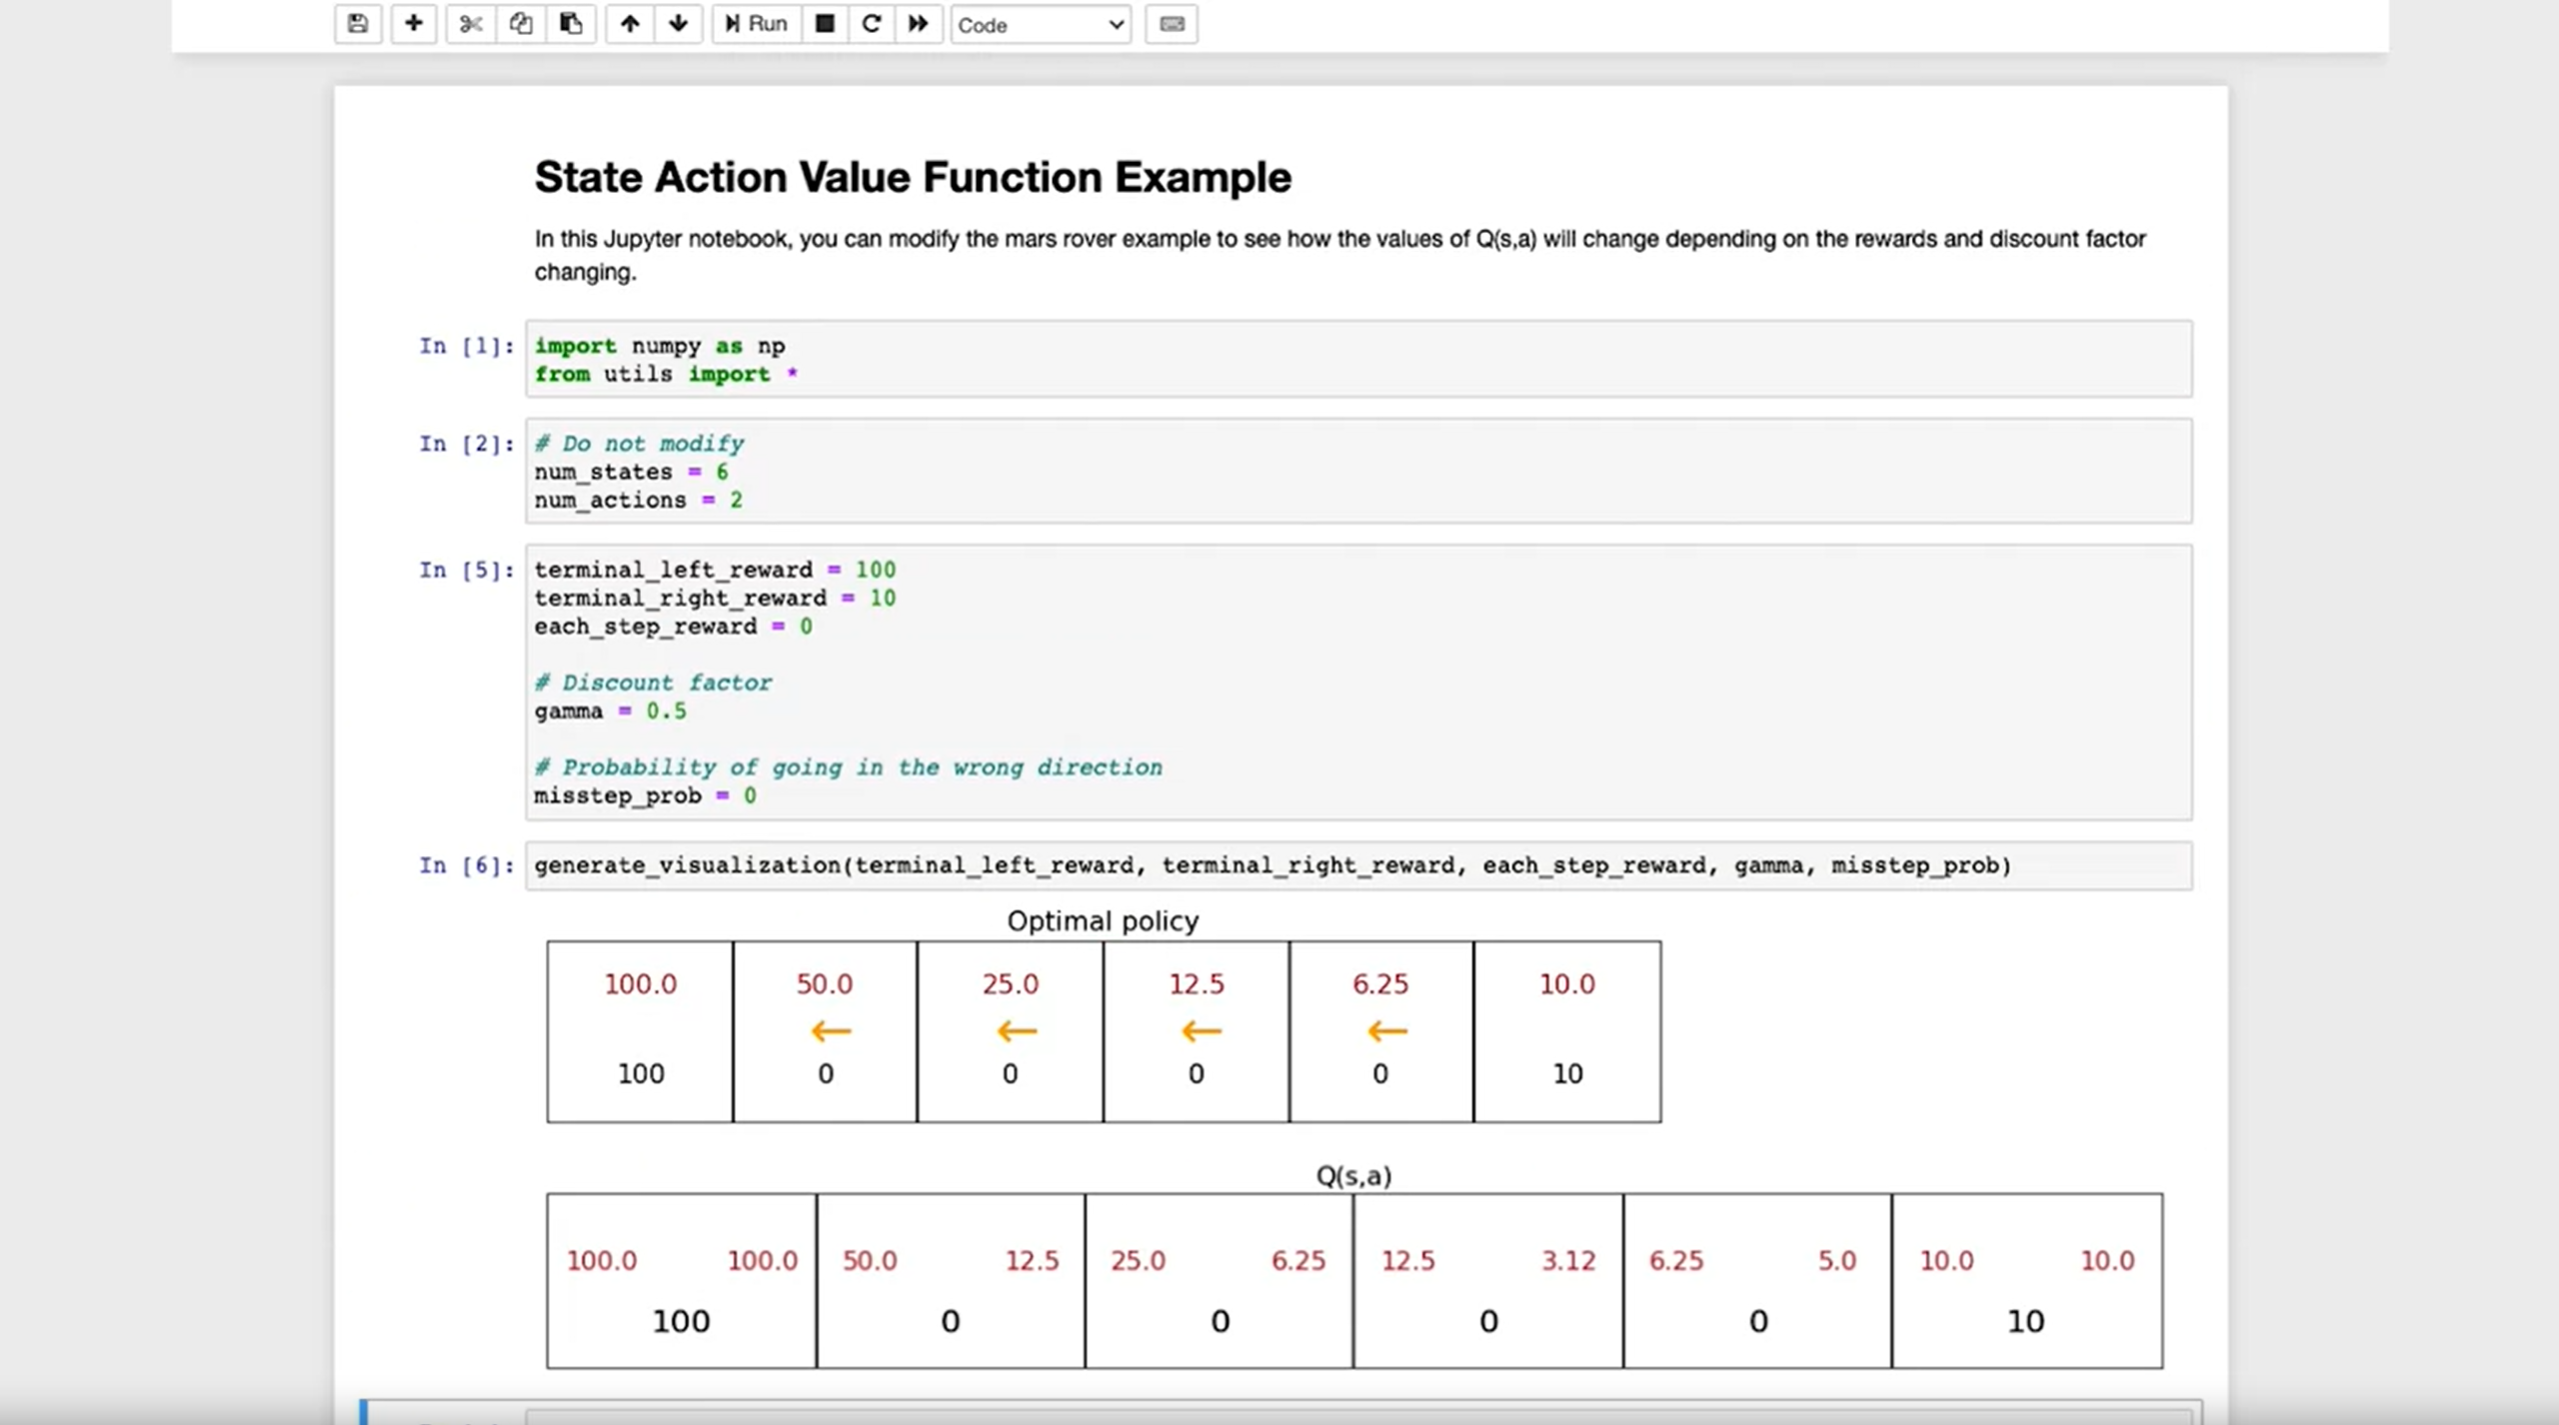 Run
Code
State Action Value Function Example
In this Jupyter notebook, you can modify the mars rover example to see how the values of Q(s,a) will change depending on the rewards and discount factor
changing.
In [1]: import numpy as np
from utils import *
In [2]: # Do not modify
num_states = 6
num_actions = 2
In [5]: terminal_left_reward = 100
terminal_right_reward = 10
each_step_reward = 0
# Discount factor
gamma = 0.5
# Probability of going in the wrong direction
misstep_prob = 0
In [6]: generate_visualization(terminal_left_reward, terminal_right_reward, each_step_reward, gamma, misstep_prob)
Optimal policy
100.0 50.0 25.0 12.5 6.25 10.0
← ← ← ←
100 0 0 0 0 10
Q(s,a)
100.0 100.0 50.0 12.5 25.0 6.25 12.5 3.12 6.25 5.0 10.0 10.0
100 0 0 0 0 10